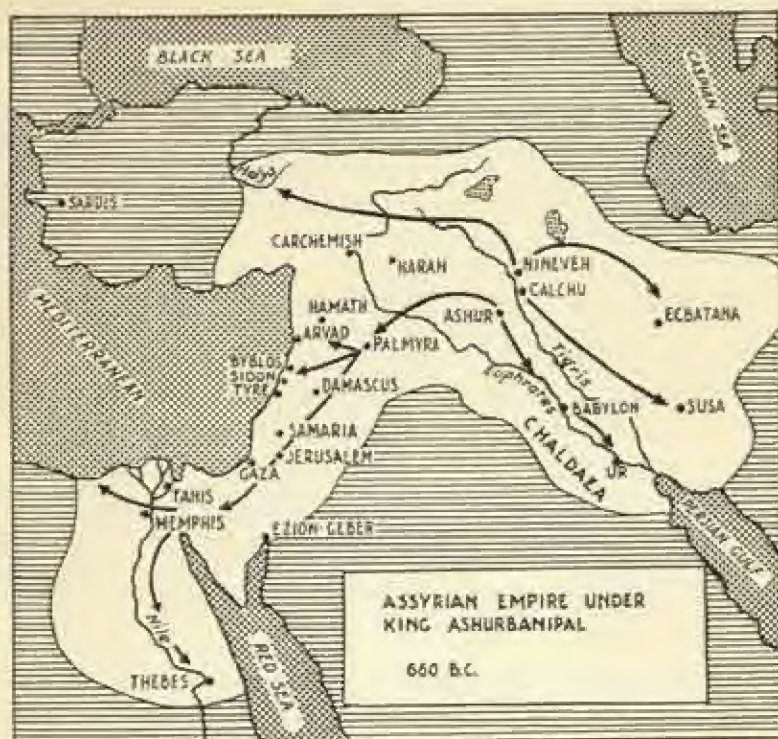 BLACK SEA
CASPIAN SEA
Halys
SARDIS
CARCHEMISH
HARAN
NINEVEH
CALCHU
ECBATANA
MEDITERRANEAN
HAMATH
ARVAD
ASHUR
PALMYRA
Tigris
BYBLOS
SIDON
TYRE
DAMASCUS
Euphrates
BABYLON
SUSA
SAMARIA
CHALDAEA
JERUSALEM
GAZA
UR
TAHIS
MEMPHIS
EZION-GEBER
PERSIAN GULF
ASSYRIAN EMPIRE UNDER
KING ASHURBANIPAL
660 B.C.
Nile
RED SEA
THEBES